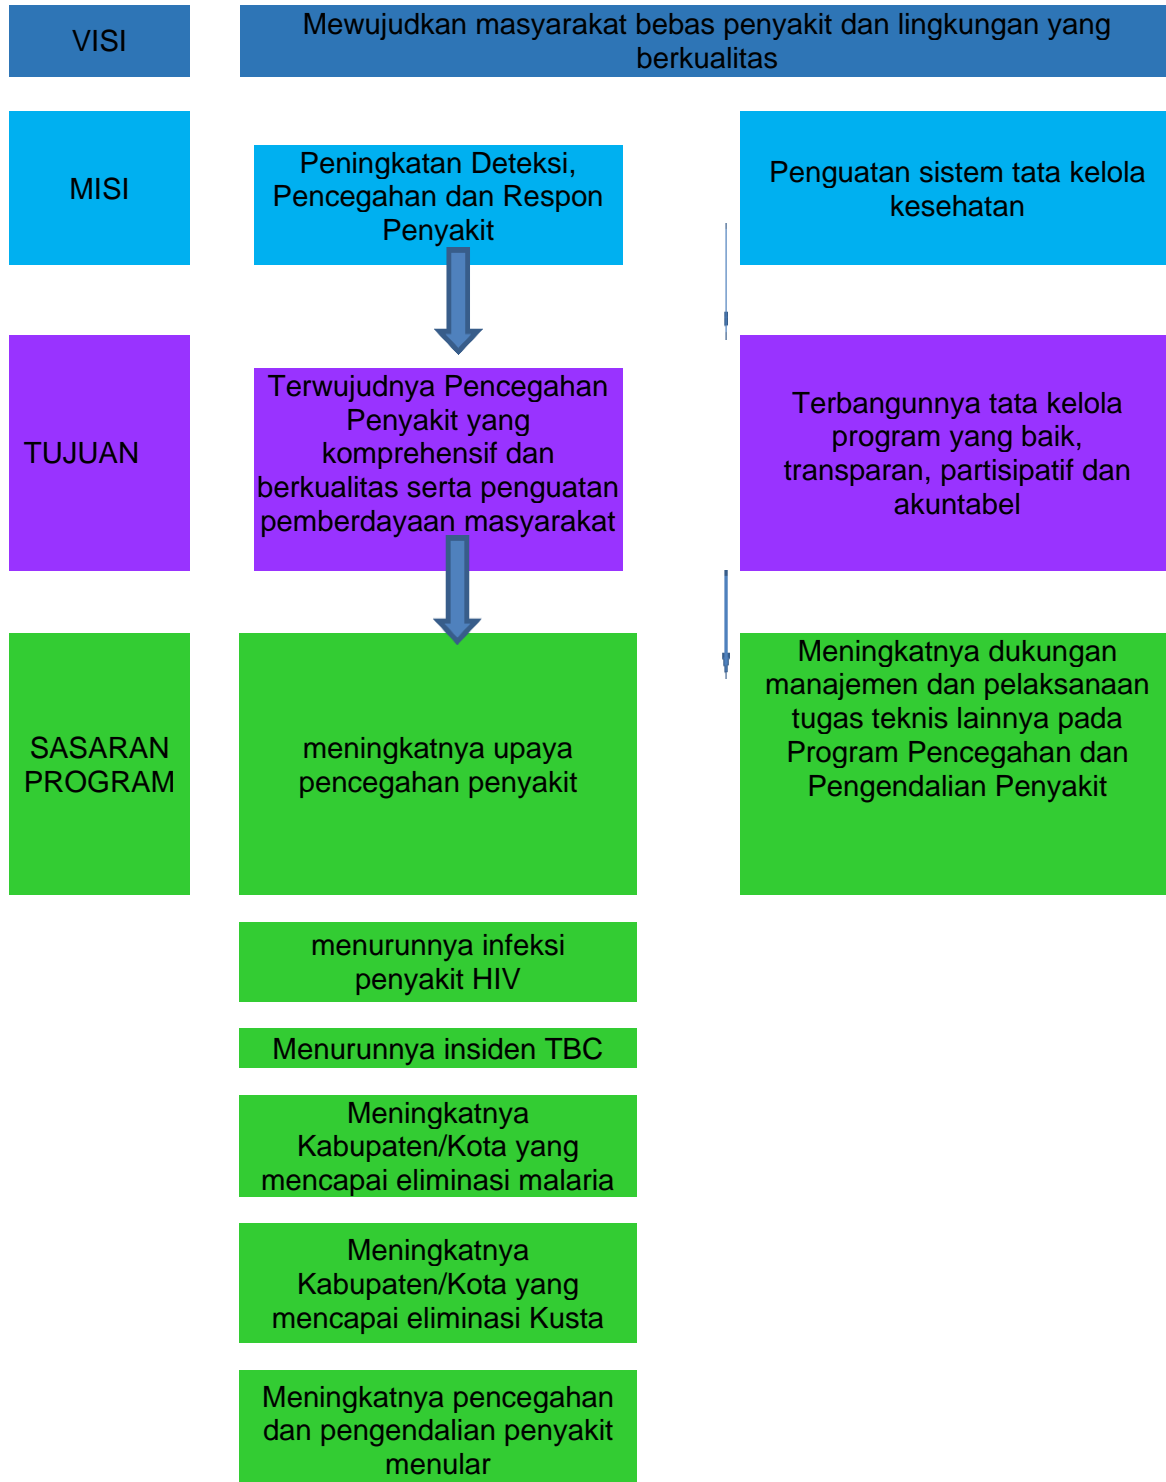 VISI
Mewujudkan masyarakat bebas penyakit dan lingkungan yang
berkualitas
MISI
Peningkatan Deteksi,
Pencegahan dan Respon
Penyakit
Penguatan sistem tata kelola
kesehatan
TUJUAN
Terwujudnya Pencegahan
Penyakit yang
komprehensif dan
berkualitas serta penguatan
pemberdayaan masyarakat
Terbangunnya tata kelola
program yang baik,
transparan, partisipatif dan
akuntabel
SASARAN
PROGRAM
meningkatnya upaya
pencegahan penyakit
Meningkatnya dukungan
manajemen dan pelaksanaan
tugas teknis lainnya pada
Program Pencegahan dan
Pengendalian Penyakit
menurunnya infeksi
penyakit HIV
Menurunnya insiden TBC
Meningkatnya
Kabupaten/Kota yang
mencapai eliminasi malaria
Meningkatnya
Kabupaten/Kota yang
mencapai eliminasi Kusta
Meningkatnya pencegahan
dan pengendalian penyakit
menular